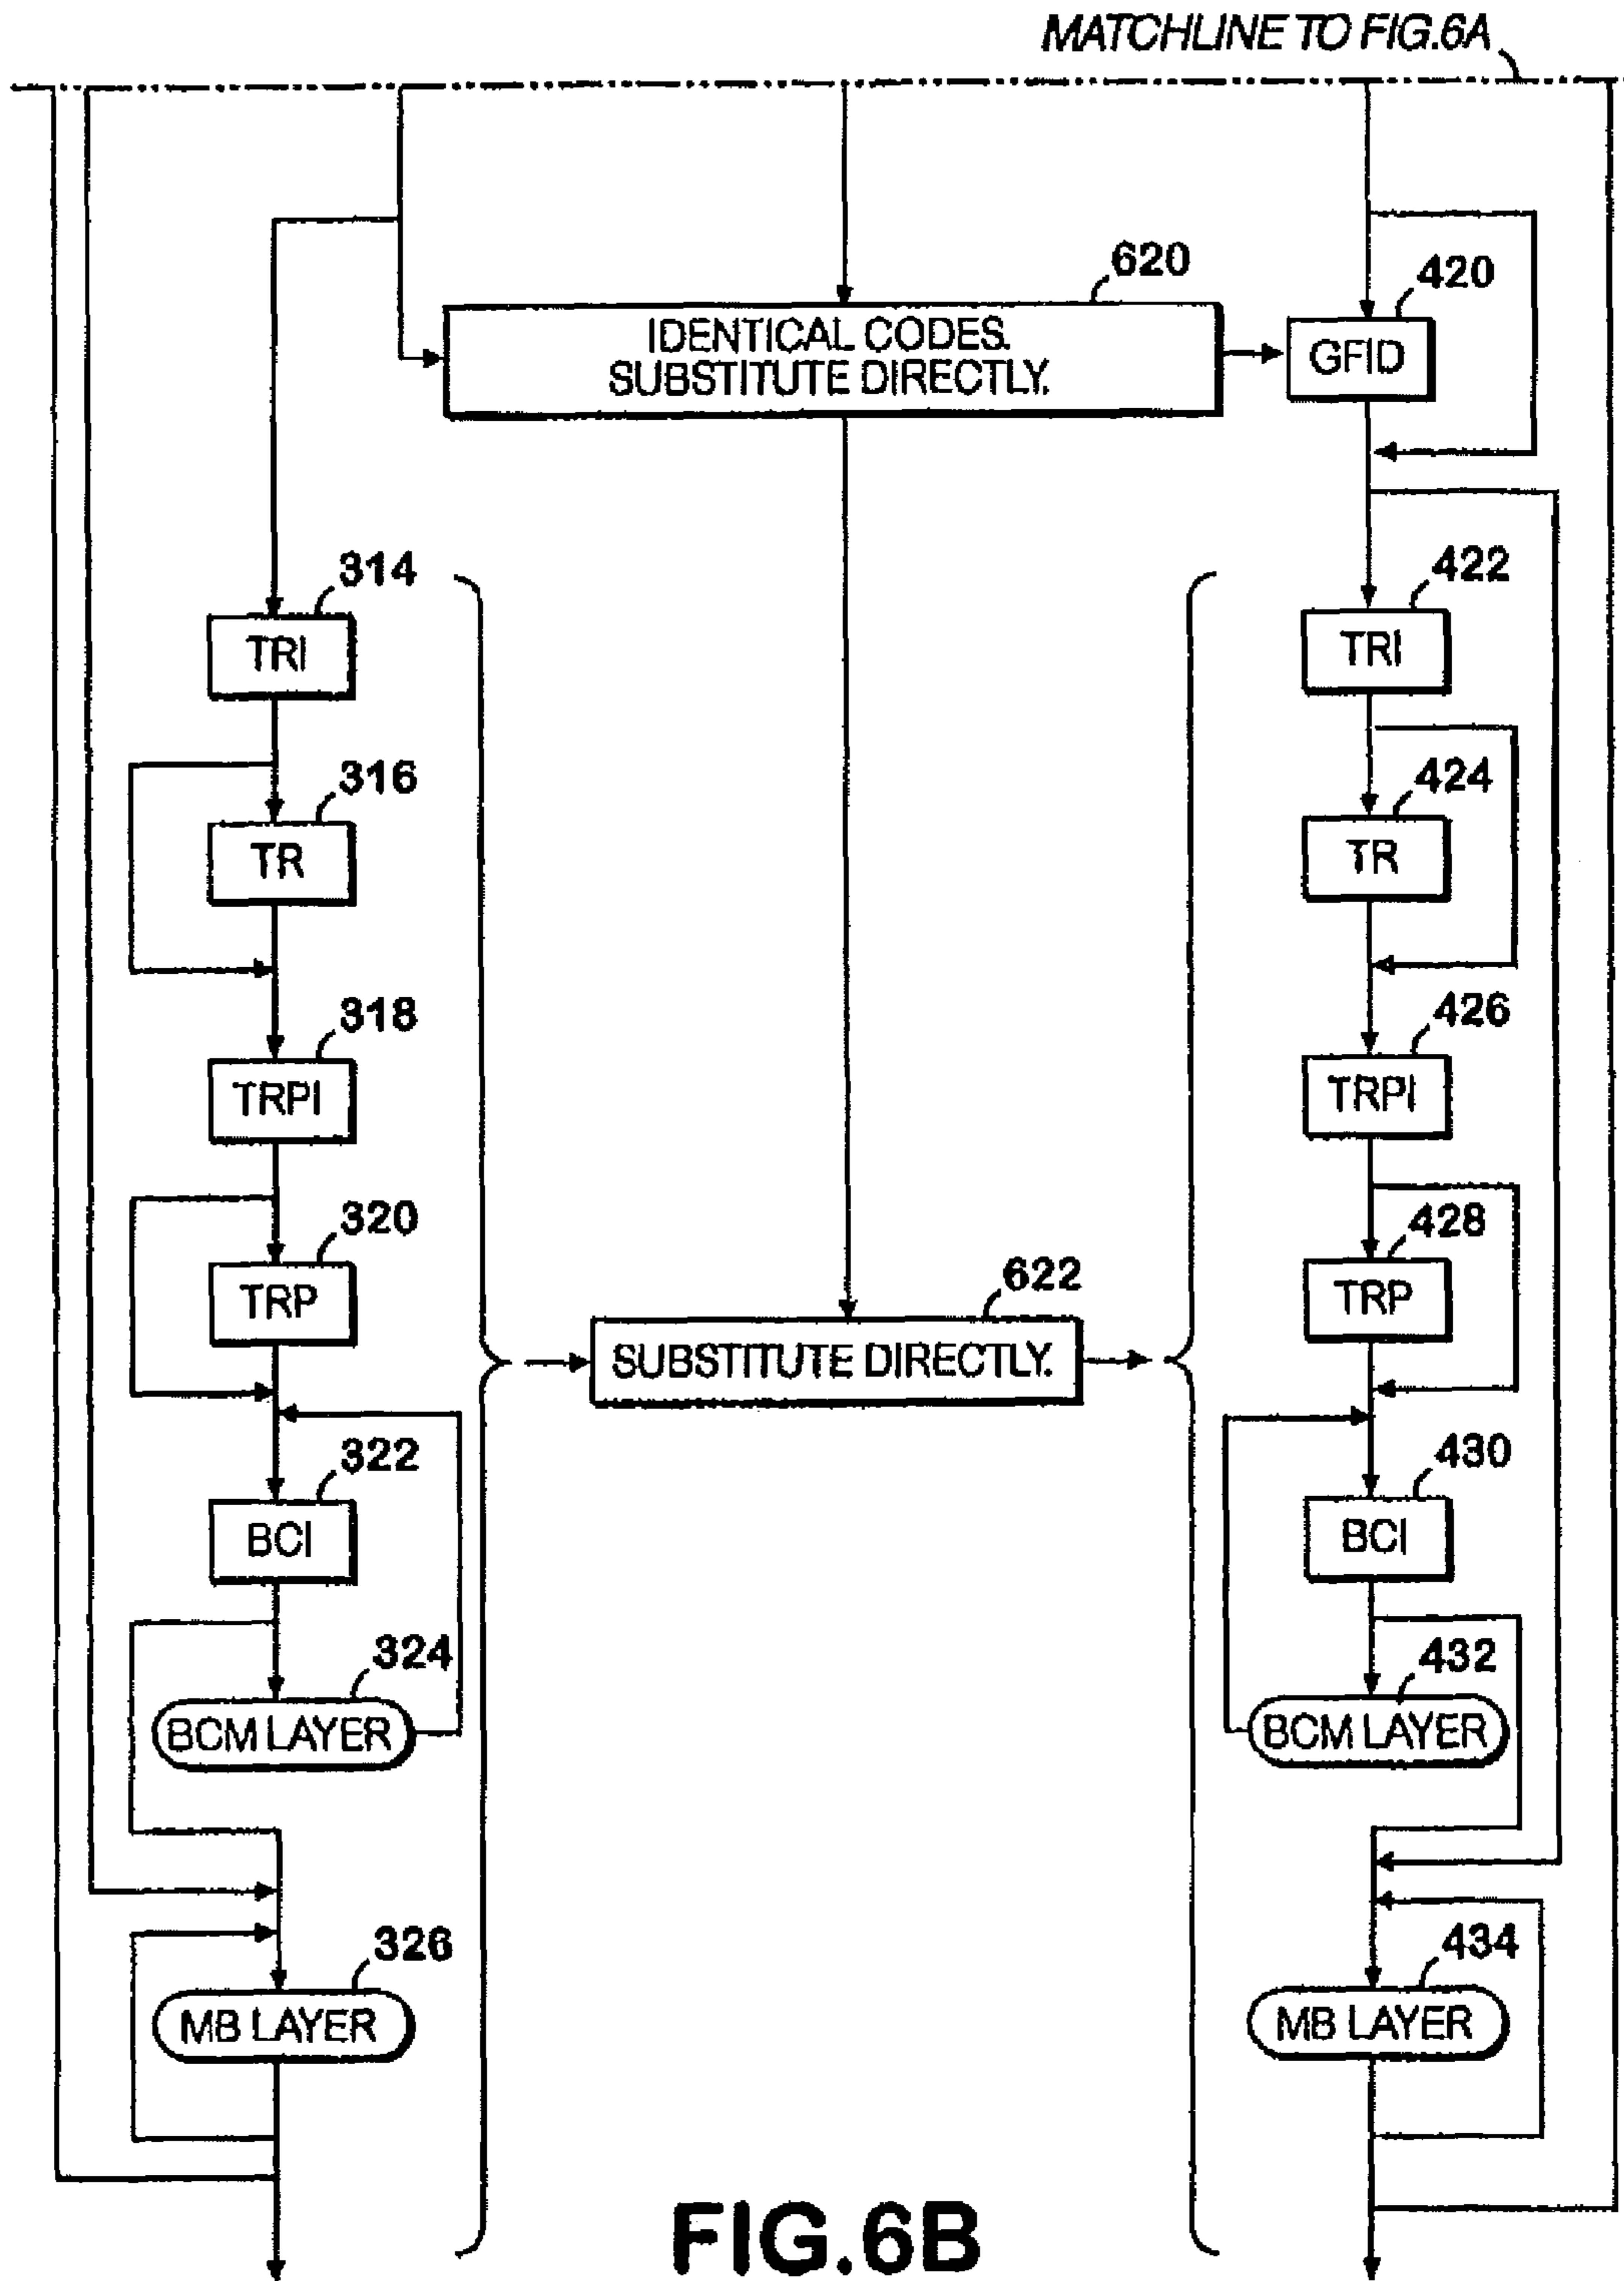 MATCHLINE TO FIG.6A
620
IDENTICAL CODES.
SUBSTITUTE DIRECTLY.
420
GFID
314
TRI
422
TRI
316
TR
424
TR
318
TRPI
426
TRPI
320
TRP
428
TRP
622
SUBSTITUTE DIRECTLY.
322
BCI
430
BCI
324
BCM LAYER
432
BCM LAYER
326
MB LAYER
434
MB LAYER
FIG.6B